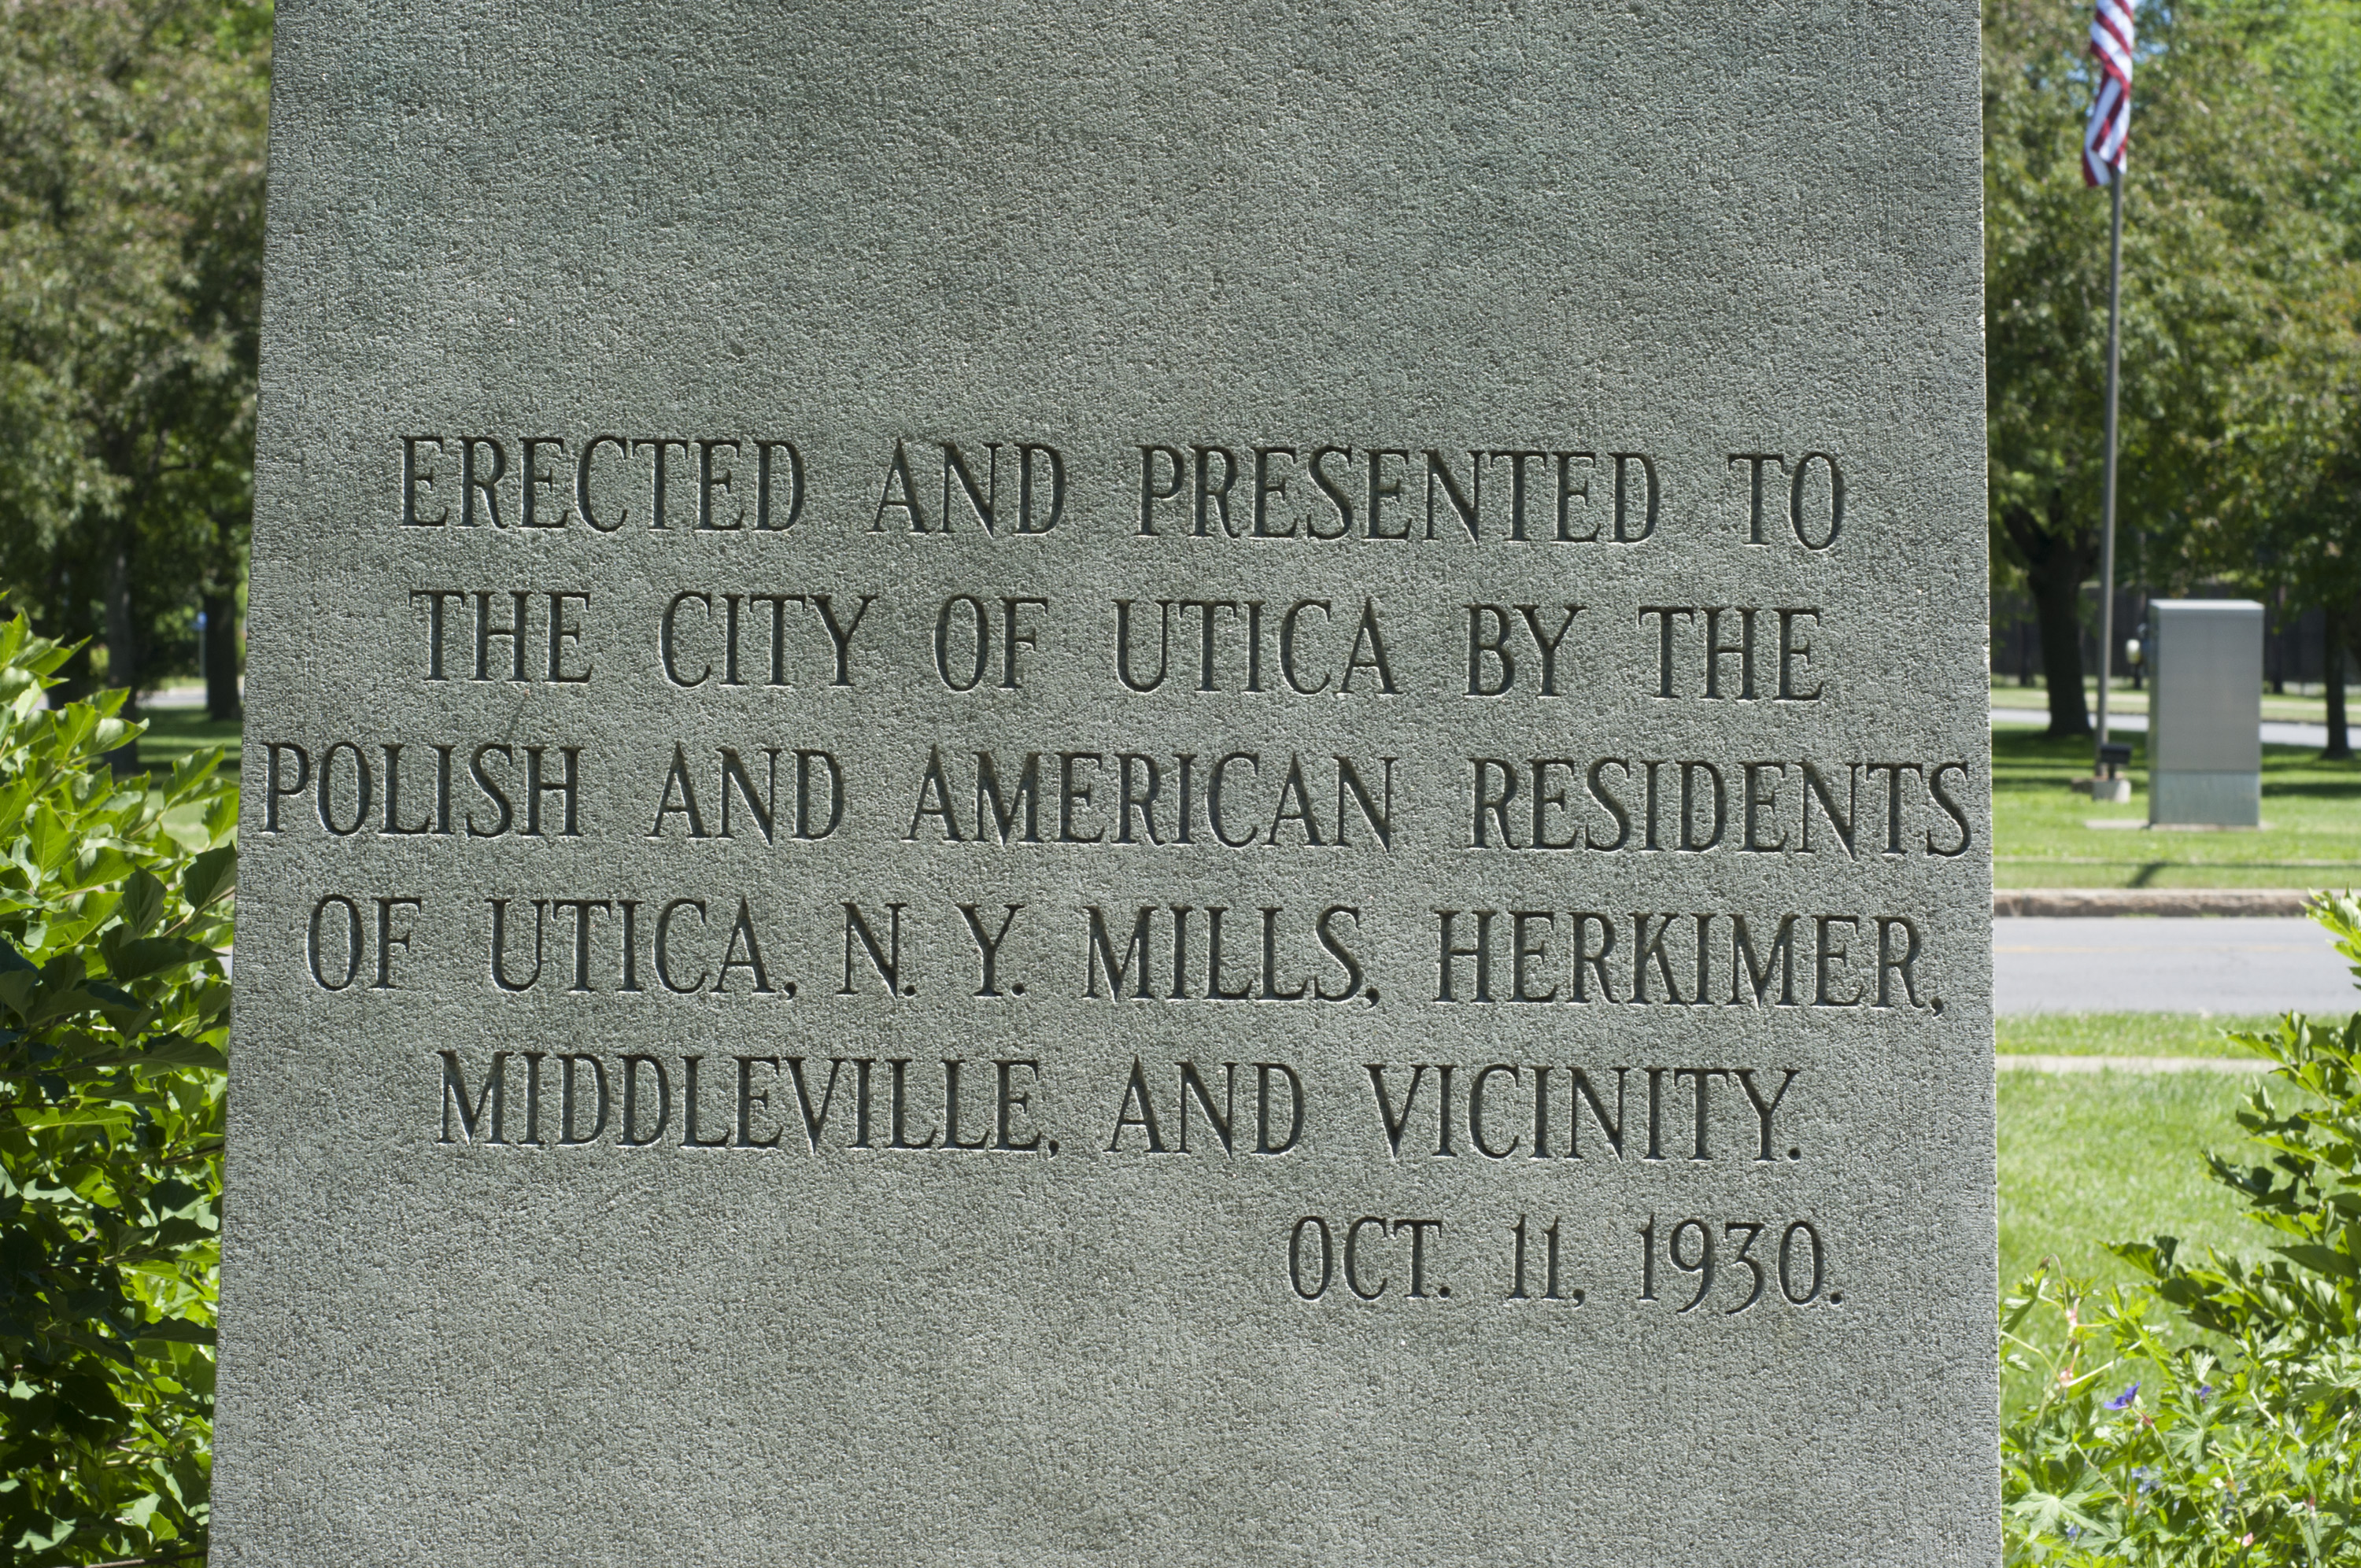 ERECTED AND PRESENTED TO
THE CITY OF UTICA BY THE
POLISH AND AMERICAN RESIDENTS
OF UTICA, N. Y. MILLS, HERKIMER,
MIDDLEVILLE, AND VICINITY.
OCT. 11, 1930.